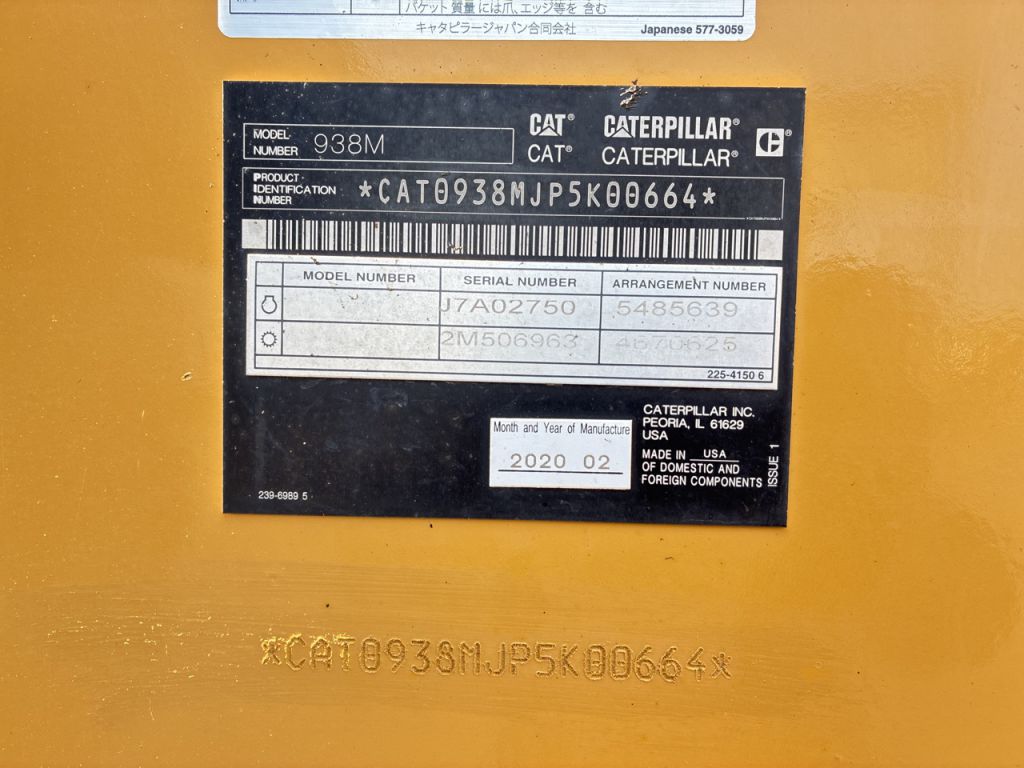 バケット 質量 には爪、エッジ等を 含む
キャタピラージャパン合同会社 Japanese 577-3059
MODEL NUMBER 938M
CAT® CATERPILLAR®
CAT® CATERPILLAR®
PRODUCT IDENTIFICATION NUMBER *CAT0938MJP5K00664*
MODEL NUMBER SERIAL NUMBER ARRANGEMENT NUMBER
J7A02750 5485639
2M506963 4670625
225-4150 6
Month and Year of Manufacture
2020 02
CATERPILLAR INC.
PEORIA, IL 61629
USA
MADE IN USA
OF DOMESTIC AND
FOREIGN COMPONENTS
ISSUE 1
239-6989 5
*CAT0938MJP5K00664*